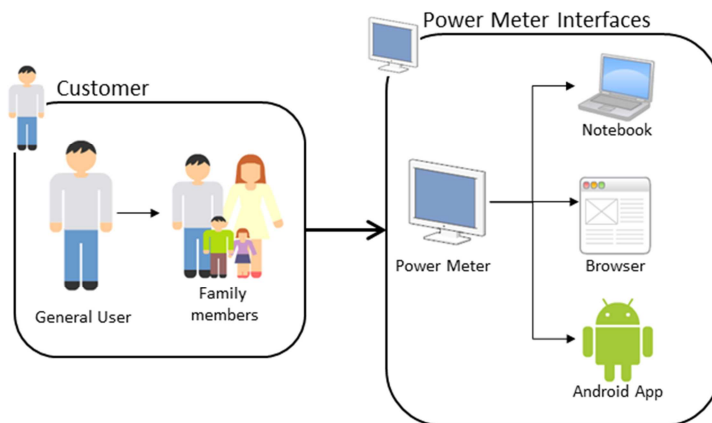 Power Meter Interfaces
Customer
Notebook
Power Meter
Browser
General User
Family
members
Android App